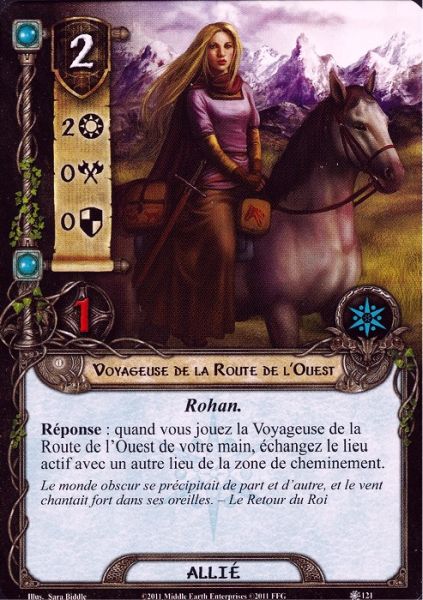 2
2
0
0
1
Voyageuse de la Route de l'Ouest
Rohan.
Réponse : quand vous jouez la Voyageuse de la
Route de l'Ouest de votre main, échangez le lieu
actif avec un autre lieu de la zone de cheminement.
Le monde obscur se précipitait de part et d'autre, et le vent
chantait fort dans ses oreilles. – Le Retour du Roi
ALLIÉ
Illus. Sara Biddle ©2011 Middle Earth Enterprises ©2011 FFG 121